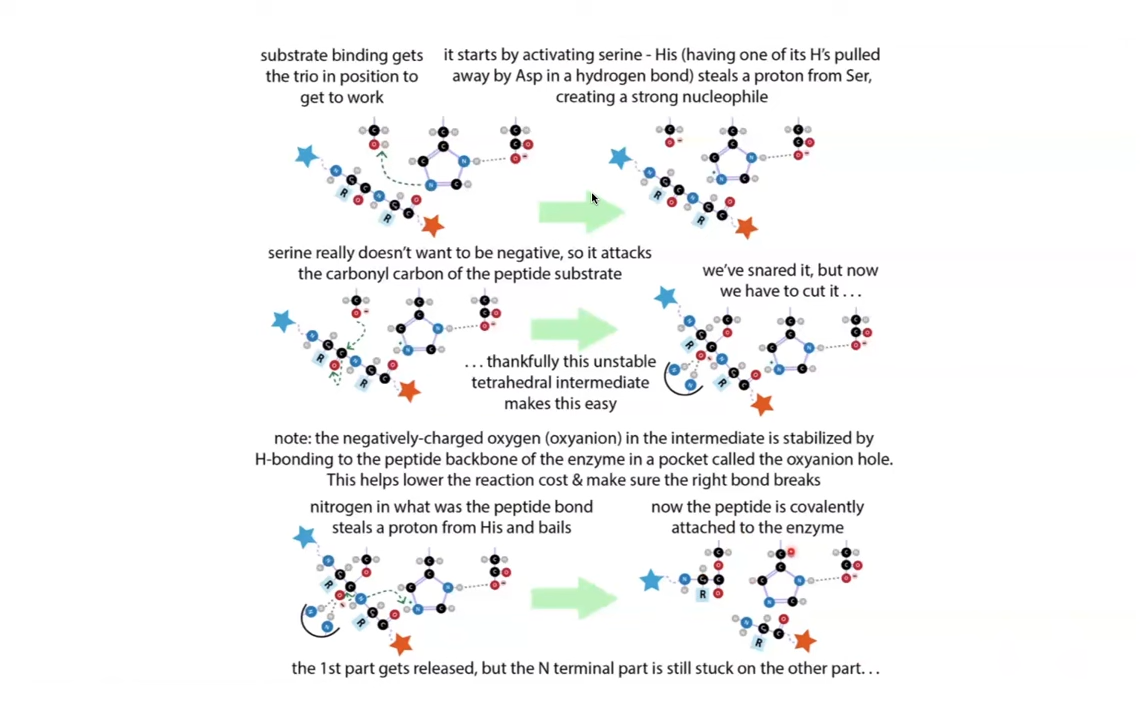 substrate binding gets
the trio in position to
get to work
it starts by activating serine - His (having one of its H's pulled
away by Asp in a hydrogen bond) steals a proton from Ser,
creating a strong nucleophile
serine really doesn't want to be negative, so it attacks
the carbonyl carbon of the peptide substrate
we've snared it, but now
we have to cut it . . .
. . . thankfully this unstable
tetrahedral intermediate
makes this easy
note: the negatively-charged oxygen (oxyanion) in the intermediate is stabilized by
H-bonding to the peptide backbone of the enzyme in a pocket called the oxyanion hole.
This helps lower the reaction cost & make sure the right bond breaks
nitrogen in what was the peptide bond
steals a proton from His and bails
now the peptide is covalently
attached to the enzyme
the 1st part gets released, but the N terminal part is still stuck on the other part. . .